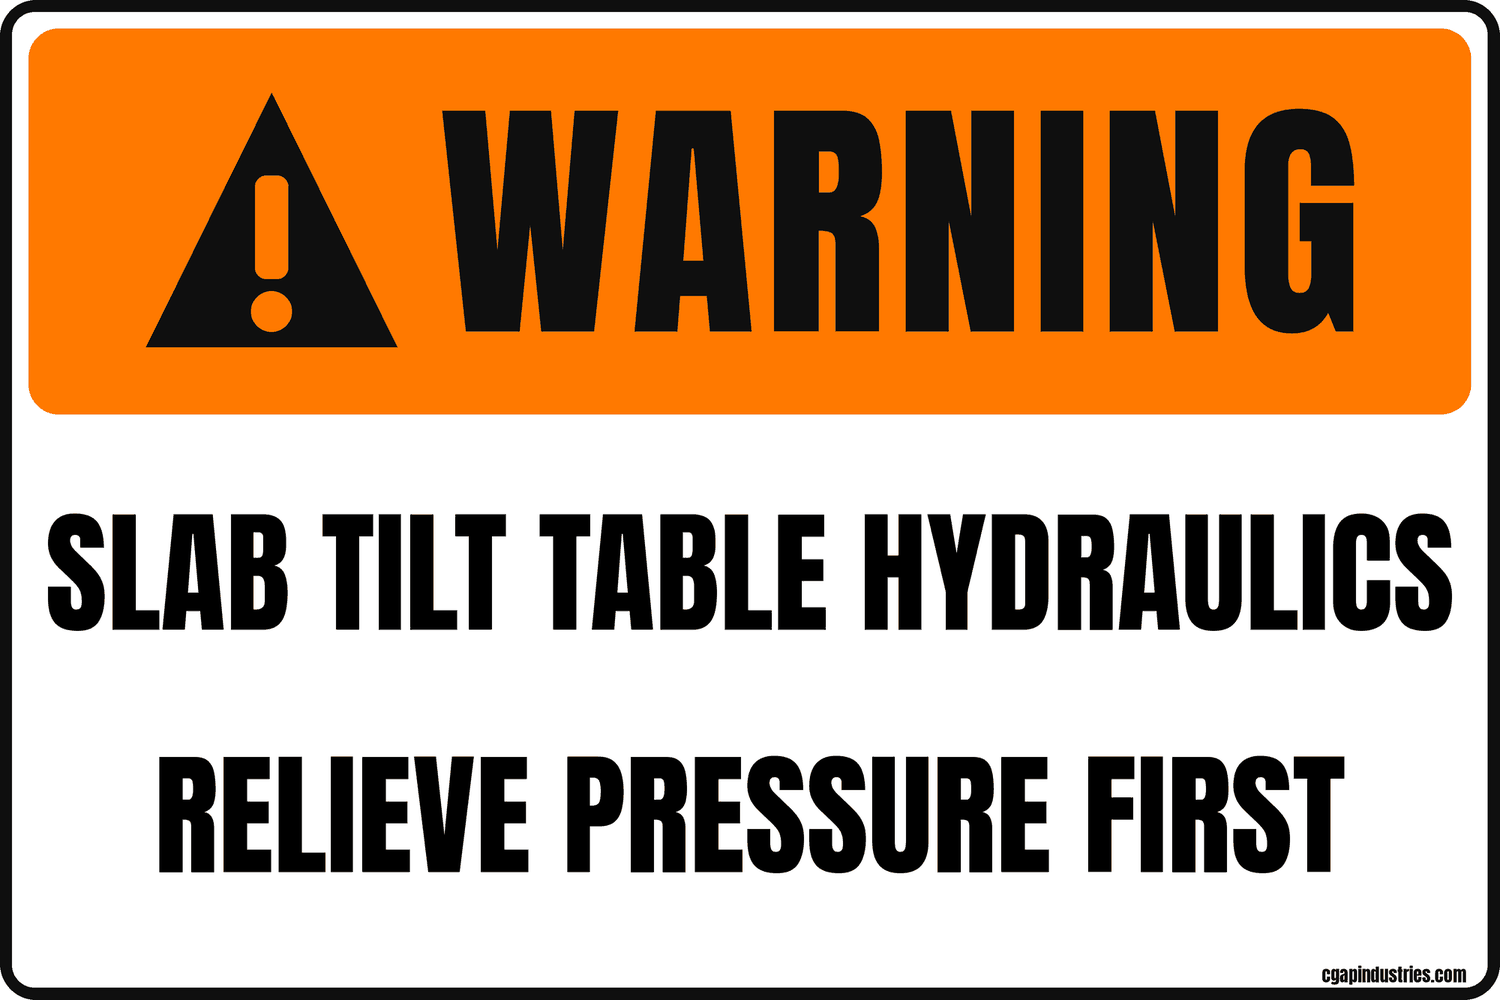 WARNING
SLAB TILT TABLE HYDRAULICS
RELIEVE PRESSURE FIRST
cgapindustries.com